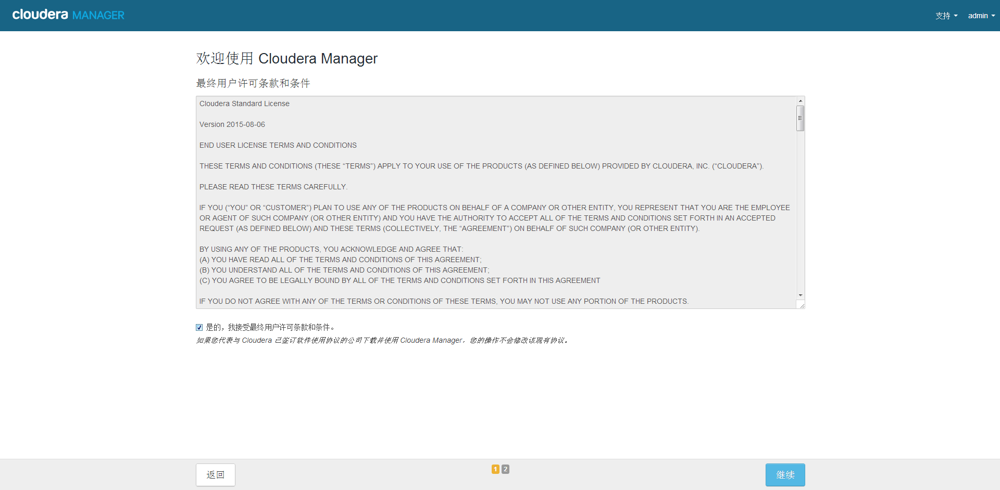 cloudera MANAGER
支持 admin
欢迎使用 Cloudera Manager
最终用户许可条款和条件
Cloudera Standard License
Version 2015-08-06
END USER LICENSE TERMS AND CONDITIONS
THESE TERMS AND CONDITIONS (THESE “TERMS”) APPLY TO YOUR USE OF THE PRODUCTS (AS DEFINED BELOW) PROVIDED BY CLOUDERA, INC. (“CLOUDERA”).
PLEASE READ THESE TERMS CAREFULLY.
IF YOU (“YOU” OR “CUSTOMER”) PLAN TO USE ANY OF THE PRODUCTS ON BEHALF OF A COMPANY OR OTHER ENTITY, YOU REPRESENT THAT YOU ARE THE EMPLOYEE
OR AGENT OF SUCH COMPANY (OR OTHER ENTITY) AND YOU HAVE THE AUTHORITY TO ACCEPT ALL OF THE TERMS AND CONDITIONS SET FORTH IN AN ACCEPTED
REQUEST (AS DEFINED BELOW) AND THESE TERMS (COLLECTIVELY, THE “AGREEMENT”) ON BEHALF OF SUCH COMPANY (OR OTHER ENTITY).
BY USING ANY OF THE PRODUCTS, YOU ACKNOWLEDGE AND AGREE THAT:
(A) YOU HAVE READ ALL OF THE TERMS AND CONDITIONS OF THIS AGREEMENT;
(B) YOU UNDERSTAND ALL OF THE TERMS AND CONDITIONS OF THIS AGREEMENT;
(C) YOU AGREE TO BE LEGALLY BOUND BY ALL OF THE TERMS AND CONDITIONS SET FORTH IN THIS AGREEMENT
IF YOU DO NOT AGREE WITH ANY OF THE TERMS OR CONDITIONS OF THESE TERMS, YOU MAY NOT USE ANY PORTION OF THE PRODUCTS.
是的，我接受最终用户许可条款和条件。
如果您代表与 Cloudera 已签订软件使用协议的公司下载并使用 Cloudera Manager，您的操作不会修改该现有协议。
返回 1 2 继续